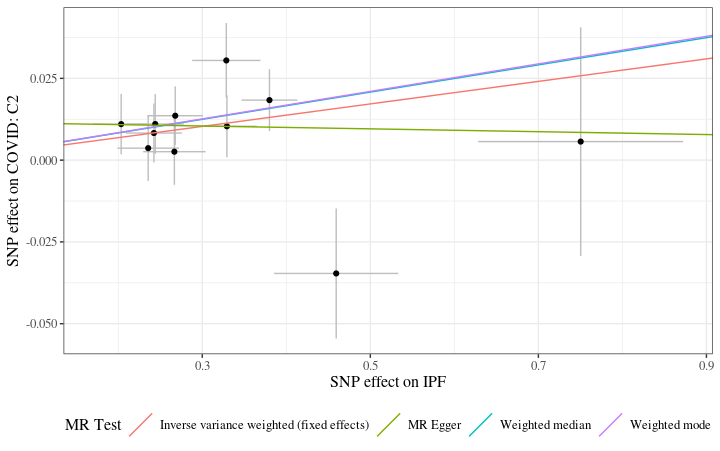 SNP effect on COVID: C2
0.025
0.000
-0.025
-0.050
0.3 0.5 0.7 0.9
SNP effect on IPF
MR Test Inverse variance weighted (fixed effects) MR Egger Weighted median Weighted mode